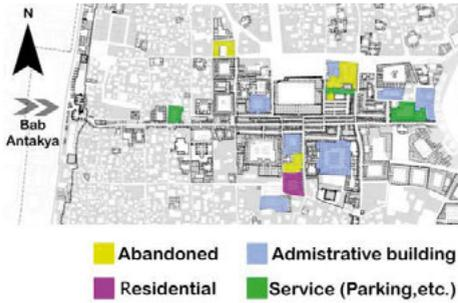 N
Bab
Antakya
Abandoned
Admistrative building
Residential
Service (Parking,etc.)